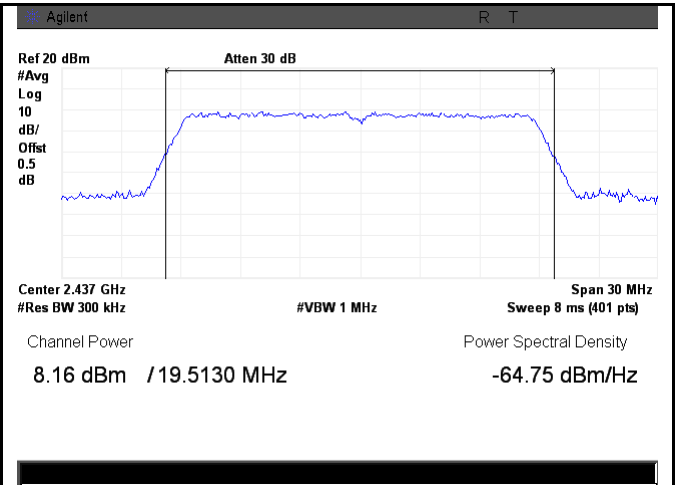 Agilent R T
Ref 20 dBm Atten 30 dB
#Avg
Log
10
dB/
Offst
0.5
dB
Center 2.437 GHz Span 30 MHz
#Res BW 300 kHz #VBW 1 MHz Sweep 8 ms (401 pts)
Channel Power Power Spectral Density
8.16 dBm / 19.5130 MHz -64.75 dBm/Hz